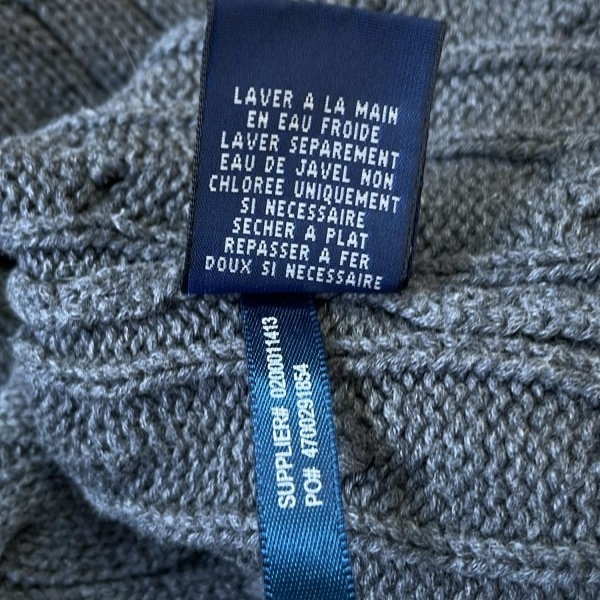 LAVER A LA MAIN
EN EAU FROIDE
LAVER SEPAREMENT
EAU DE JAVEL NON
CHLOREE UNIQUEMENT
SI NECESSAIRE
SECHER A PLAT
REPASSER A FER
DOUX SI NECESSAIRE
SUPPLIER# 0200011413
PO# 4700291854